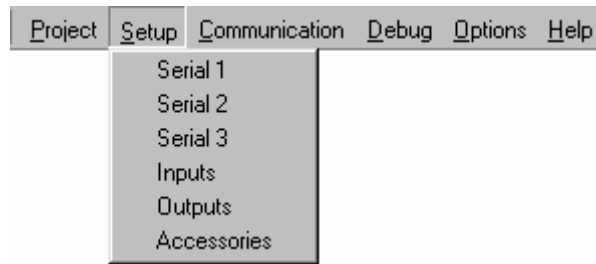 Project Setup Communication Debug Options Help
Serial 1
Serial 2
Serial 3
Inputs
Outputs
Accessories